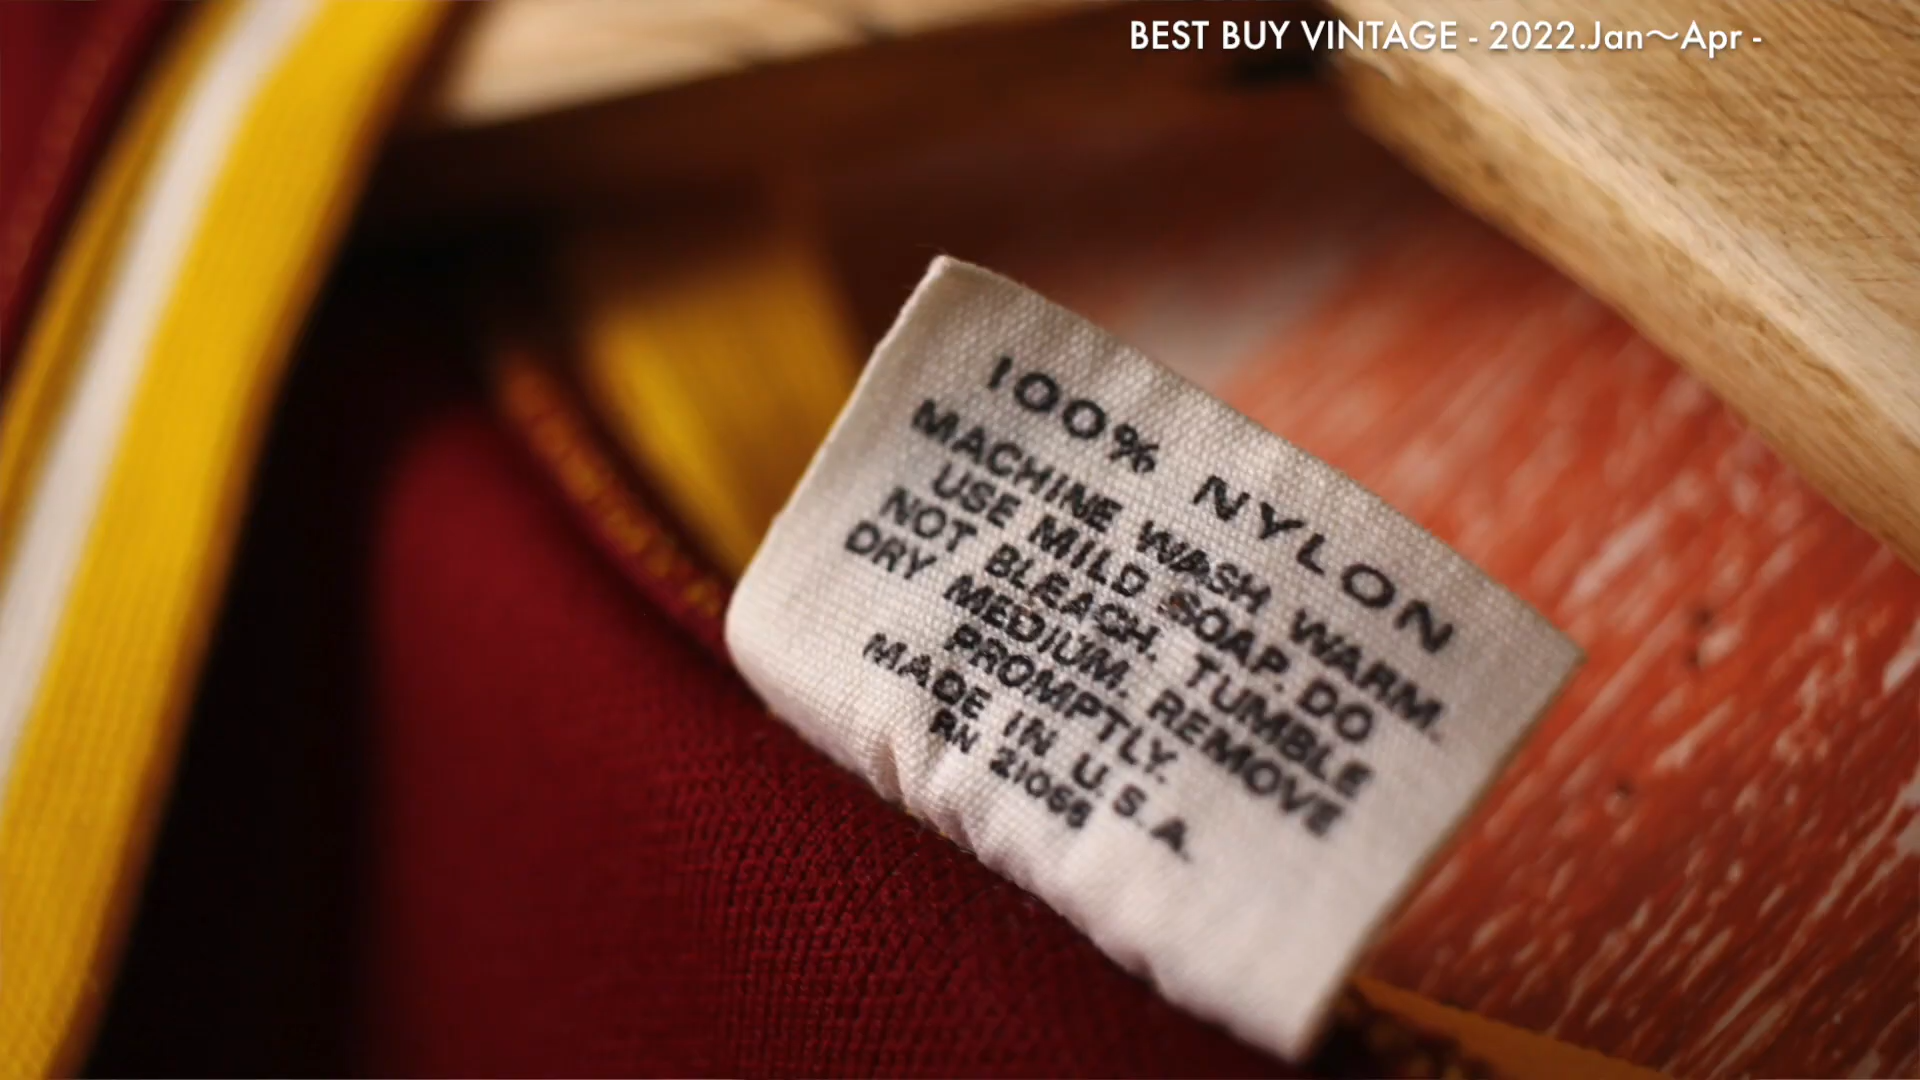 BEST BUY VINTAGE - 2022.Jan～Apr -
100% NYLON
MACHINE WASH WARM.
USE MILD SOAP. DO
NOT BLEACH. TUMBLE
DRY MEDIUM. REMOVE
PROMPTLY.
MADE IN U.S.A.
RN 21066